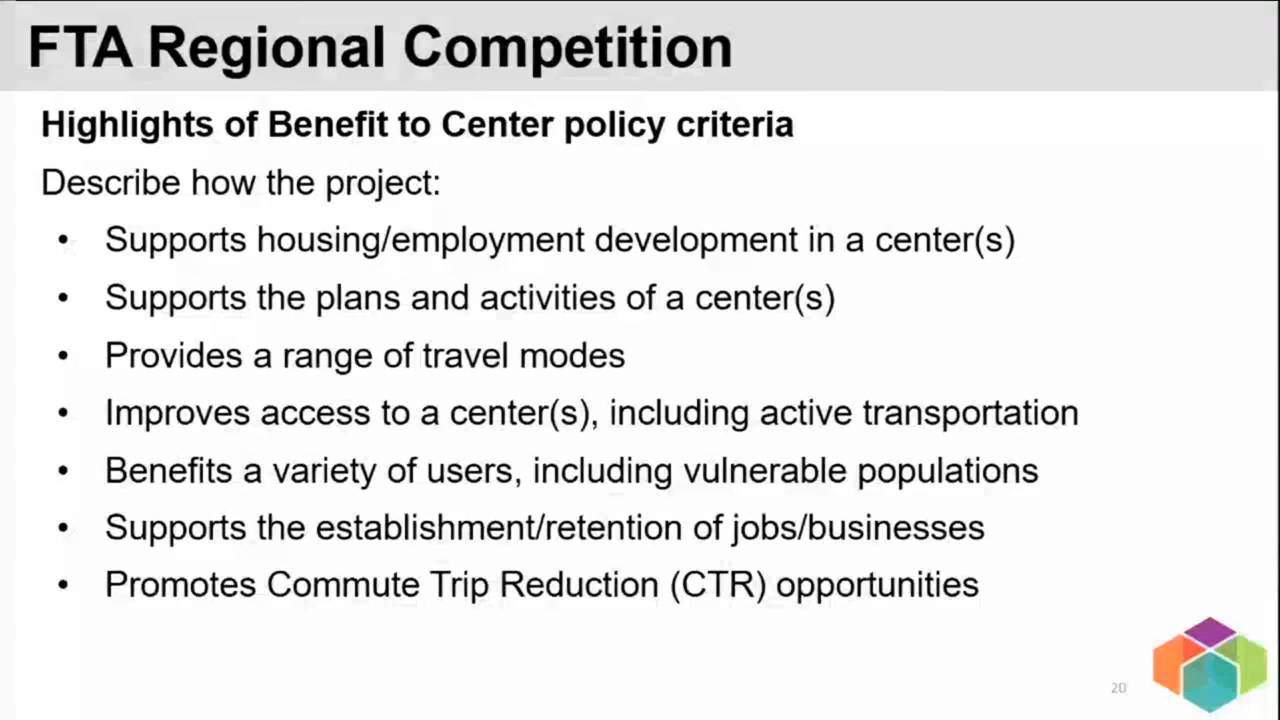 FTA Regional Competition
Highlights of Benefit to Center policy criteria
Describe how the project:
• Supports housing/employment development in a center(s)
• Supports the plans and activities of a center(s)
• Provides a range of travel modes
• Improves access to a center(s), including active transportation
• Benefits a variety of users, including vulnerable populations
• Supports the establishment/retention of jobs/businesses
• Promotes Commute Trip Reduction (CTR) opportunities
20